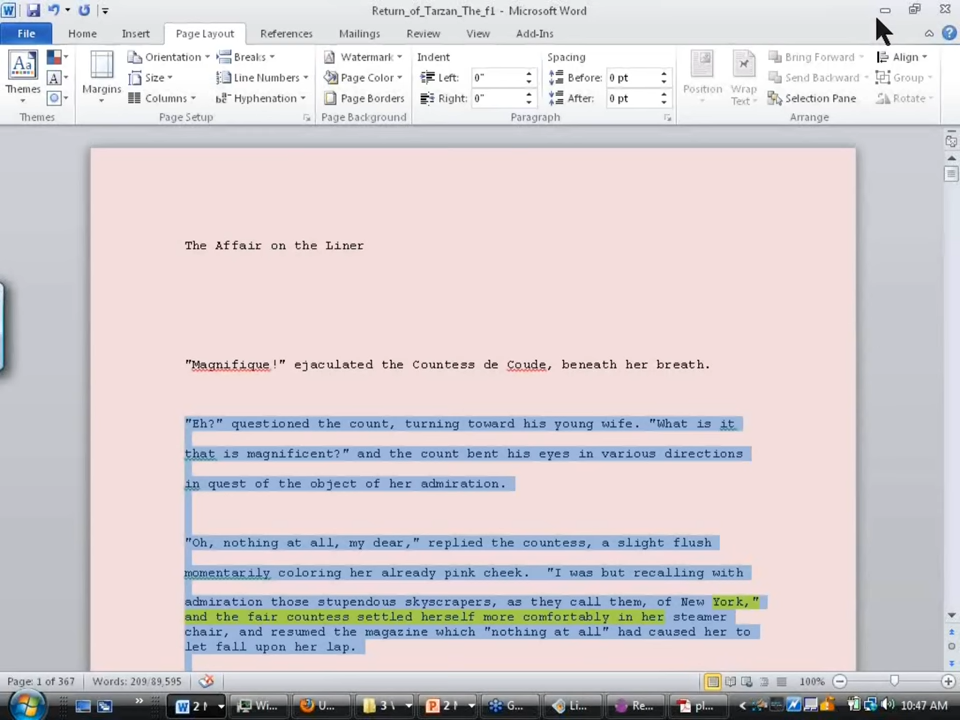 Return_of_Tarzan_The_f1 - Microsoft Word
File Home Insert Page Layout References Mailings Review View Add-Ins
Themes
Margins
Orientation
Size
Columns
Breaks
Line Numbers
Hyphenation
Watermark
Page Color
Page Borders
Indent
Left: 0"
Right: 0"
Spacing
Before: 0 pt
After: 0 pt
Position
Wrap Text
Bring Forward
Send Backward
Selection Pane
Align
Group
Rotate
Themes Page Setup Page Background Paragraph Arrange
The Affair on the Liner
"Magnifique!" ejaculated the Countess de Coude, beneath her breath.
"Eh?" questioned the count, turning toward his young wife. "What is it
that is magnificent?" and the count bent his eyes in various directions
in quest of the object of her admiration.
"Oh, nothing at all, my dear," replied the countess, a slight flush
momentarily coloring her already pink cheek.  "I was but recalling with
admiration those stupendous skyscrapers, as they call them, of New York,"
and the fair countess settled herself more comfortably in her steamer
chair, and resumed the magazine which "nothing at all" had caused her to
let fall upon her lap.
Page: 1 of 367 Words: 209/89,595 100%
Wi... U... 3 P 2 G... Li... Re... pl... 10:47 AM